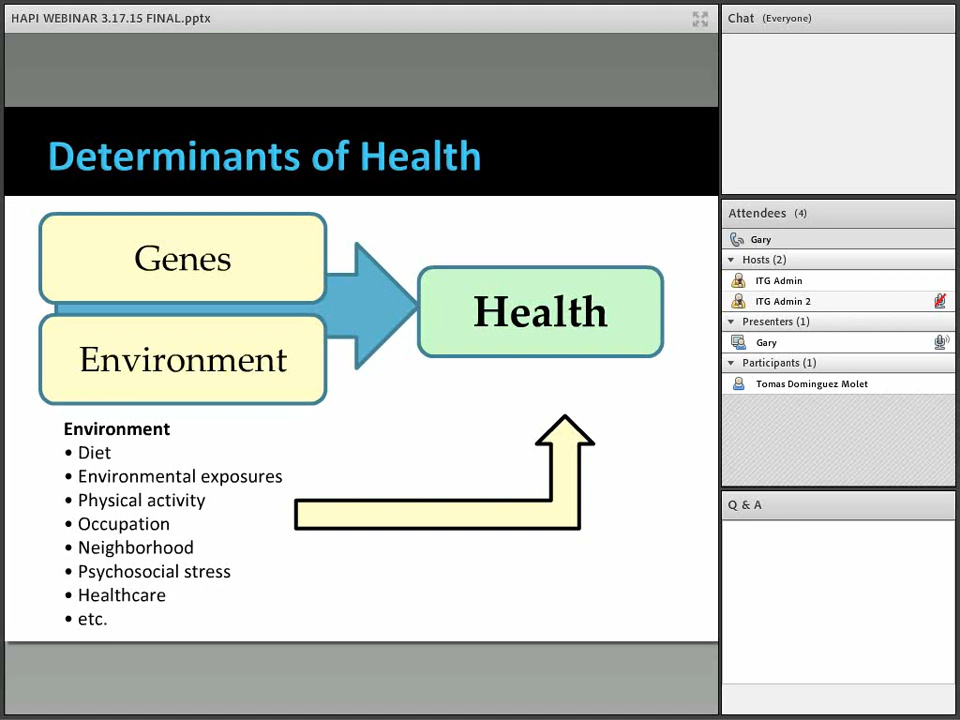 HAPI WEBINAR 3.17.15 FINAL.pptx
Determinants of Health
Genes
Environment
Health
Environment
• Diet
• Environmental exposures
• Physical activity
• Occupation
• Neighborhood
• Psychosocial stress
• Healthcare
• etc.
Chat (Everyone)
Attendees (4)
Gary
Hosts (2)
ITG Admin
ITG Admin 2
Presenters (1)
Gary
Participants (1)
Tomas Dominguez Molet
Q & A